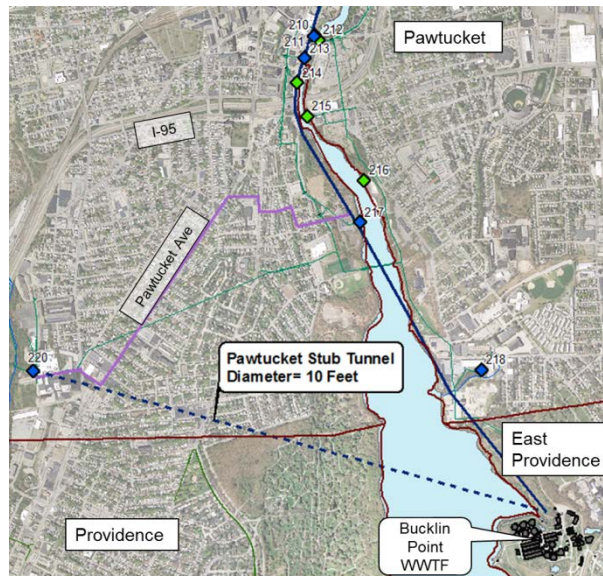 210
212
211
213
Pawtucket
214
215
I-95
216
217
Pawtucket Ave
220
Pawtucket Stub Tunnel
Diameter= 10 Feet
218
East
Providence
Providence
Bucklin
Point
WWTF